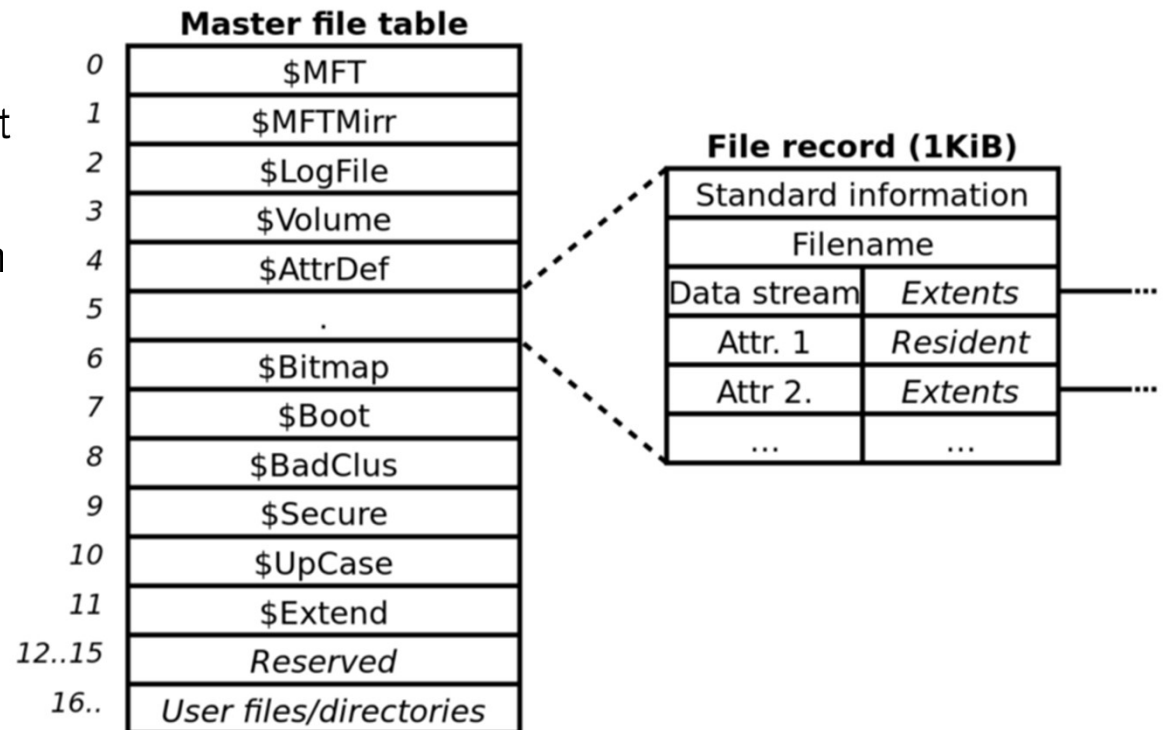 Master file table
0 $MFT
1 $MFTMirr
2 $LogFile
3 $Volume
4 $AttrDef
5 .
6 $Bitmap
7 $Boot
8 $BadClus
9 $Secure
10 $UpCase
11 $Extend
12..15 Reserved
16.. User files/directories
t
File record (1KiB)
Standard information
Filename
Data stream Extents
Attr. 1 Resident
Attr 2. Extents
... ...